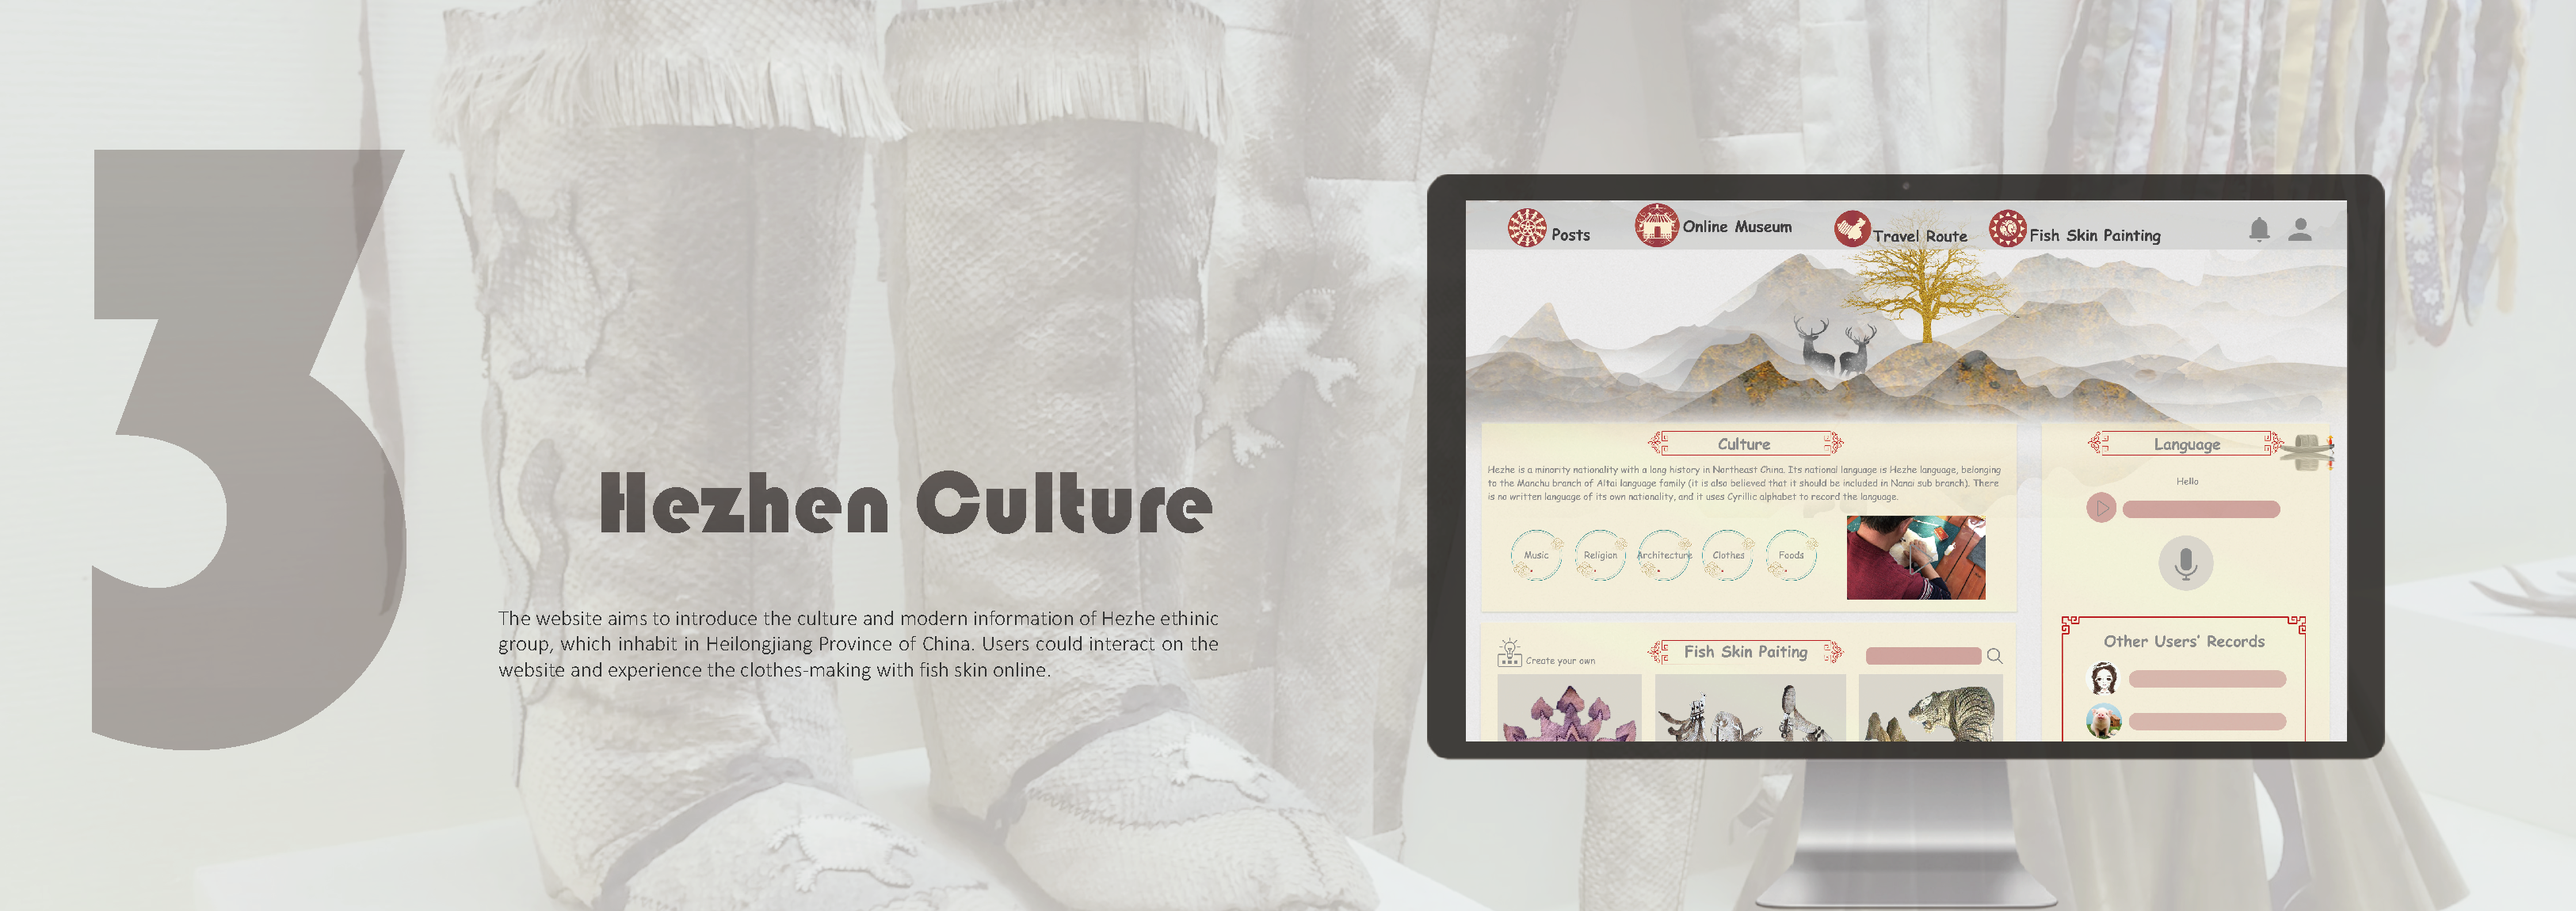 3
Hezhen Culture
The website aims to introduce the culture and modern information of Hezhe ethinic
group, which inhabit in Heilongjiang Province of China. Users could interact on the
website and experience the clothes-making with fish skin online.
Posts
Online Museum
Travel Route
Fish Skin Painting
Culture
Hezhe is a minority nationality with a long history in Northeast China. Its national language is Hezhe language, belonging
to the Manchu branch of Altai language family (it is also believed that it should be included in Nanai sub branch). There
is no written language of its own nationality, and it uses Cyrillic alphabet to record the language.
Music
Religion
Architecture
Clothes
Foods
Create your own
Fish Skin Paiting
Language
Hello
Other Users' Records